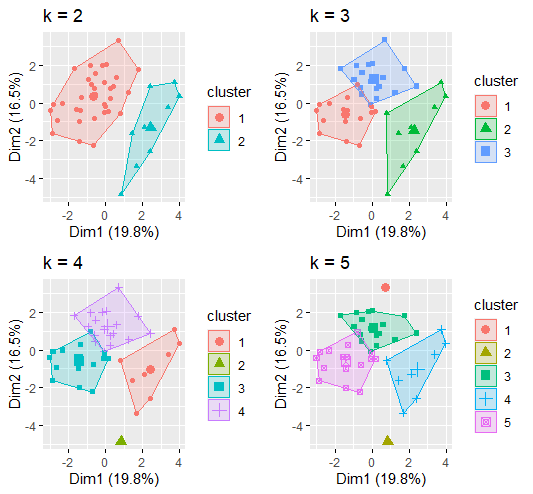 k = 2
2
0
-2
-4
Dim2 (16.5%)
-2 0 2 4
Dim1 (19.8%)
cluster
1
2
k = 3
2
0
-2
-4
Dim2 (16.5%)
-2 0 2 4
Dim1 (19.8%)
cluster
1
2
3
k = 4
2
0
-2
-4
Dim2 (16.5%)
-2 0 2 4
Dim1 (19.8%)
cluster
1
2
3
4
k = 5
2
0
-2
-4
Dim2 (16.5%)
-2 0 2 4
Dim1 (19.8%)
cluster
1
2
3
4
5